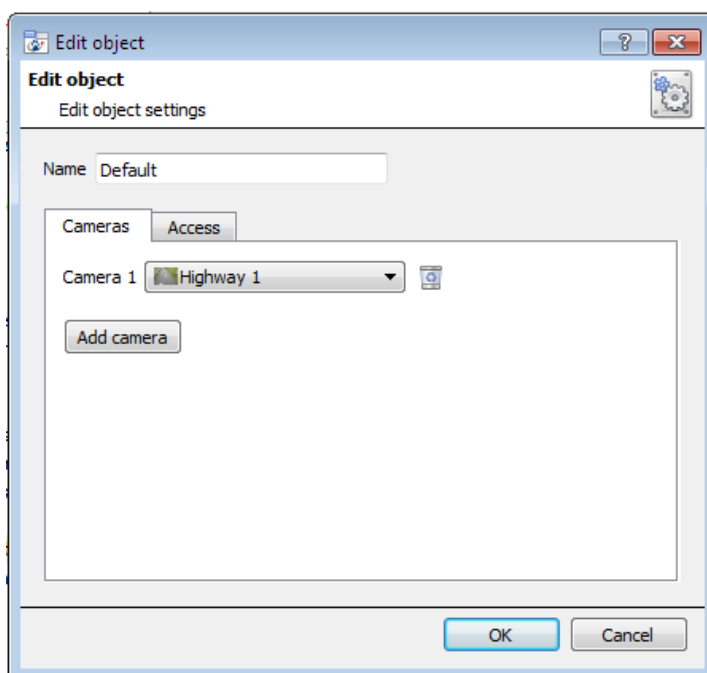 Edit object
Edit object
Edit object settings
Name Default
Cameras Access
Camera 1 Highway 1
Add camera
OK Cancel